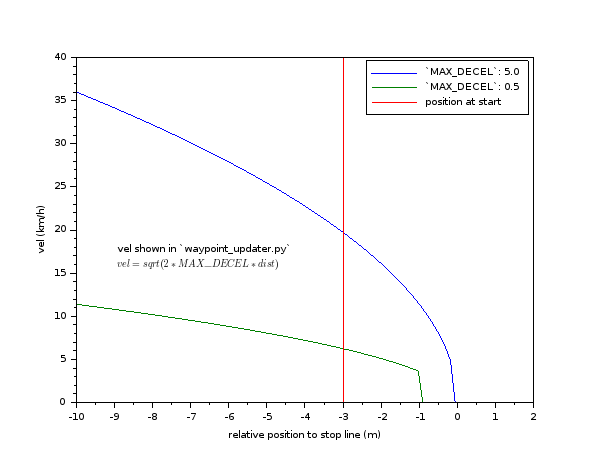 40
35
30
25
20
15
10
5
0
vel (km/h)
`MAX_DECEL`: 5.0
`MAX_DECEL`: 0.5
position at start
vel shown in `waypoint_updater.py`
vel = sqrt(2 * MAX_DECEL * dist)
-10 -9 -8 -7 -6 -5 -4 -3 -2 -1 0 1 2
relative position to stop line (m)